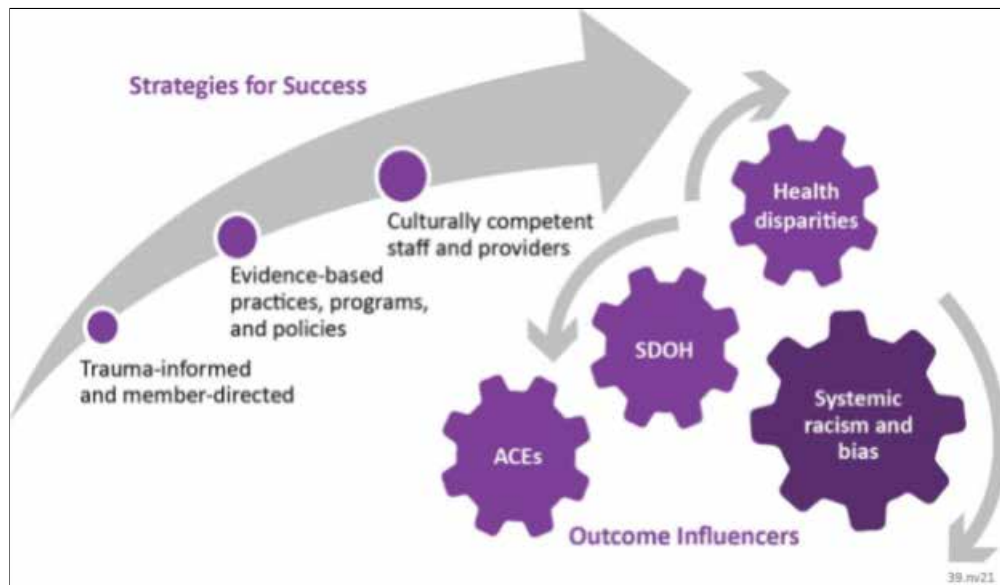 Strategies for Success
Culturally competent
staff and providers
Evidence-based
practices, programs,
and policies
Trauma-informed
and member-directed
Health
disparities
SDOH
Systemic
racism and
bias
ACEs
Outcome Influencers
39.nv21